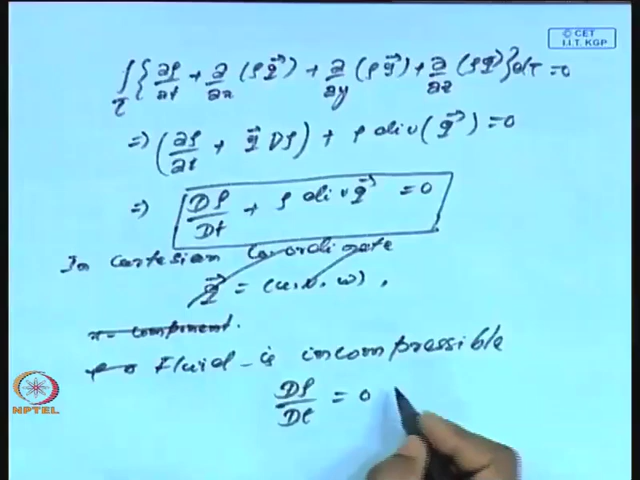 © CET
I.I.T. KGP
∫τ {∂ρ/∂t + ∂/∂x (ρq⃗) + ∂/∂y (ρq⃗) + ∂/∂z (ρq⃗)} dτ = 0
⇒ (∂ρ/∂t + q⃗ Dρ) + ρ div (q⃗) = 0
⇒ Dρ/Dt + ρ div q⃗ = 0
In Cartesian Co-ordinate
q⃗ = (u, v, w),
x-component.
Fluid is incompressible
Dρ/Dt = 0
NPTEL